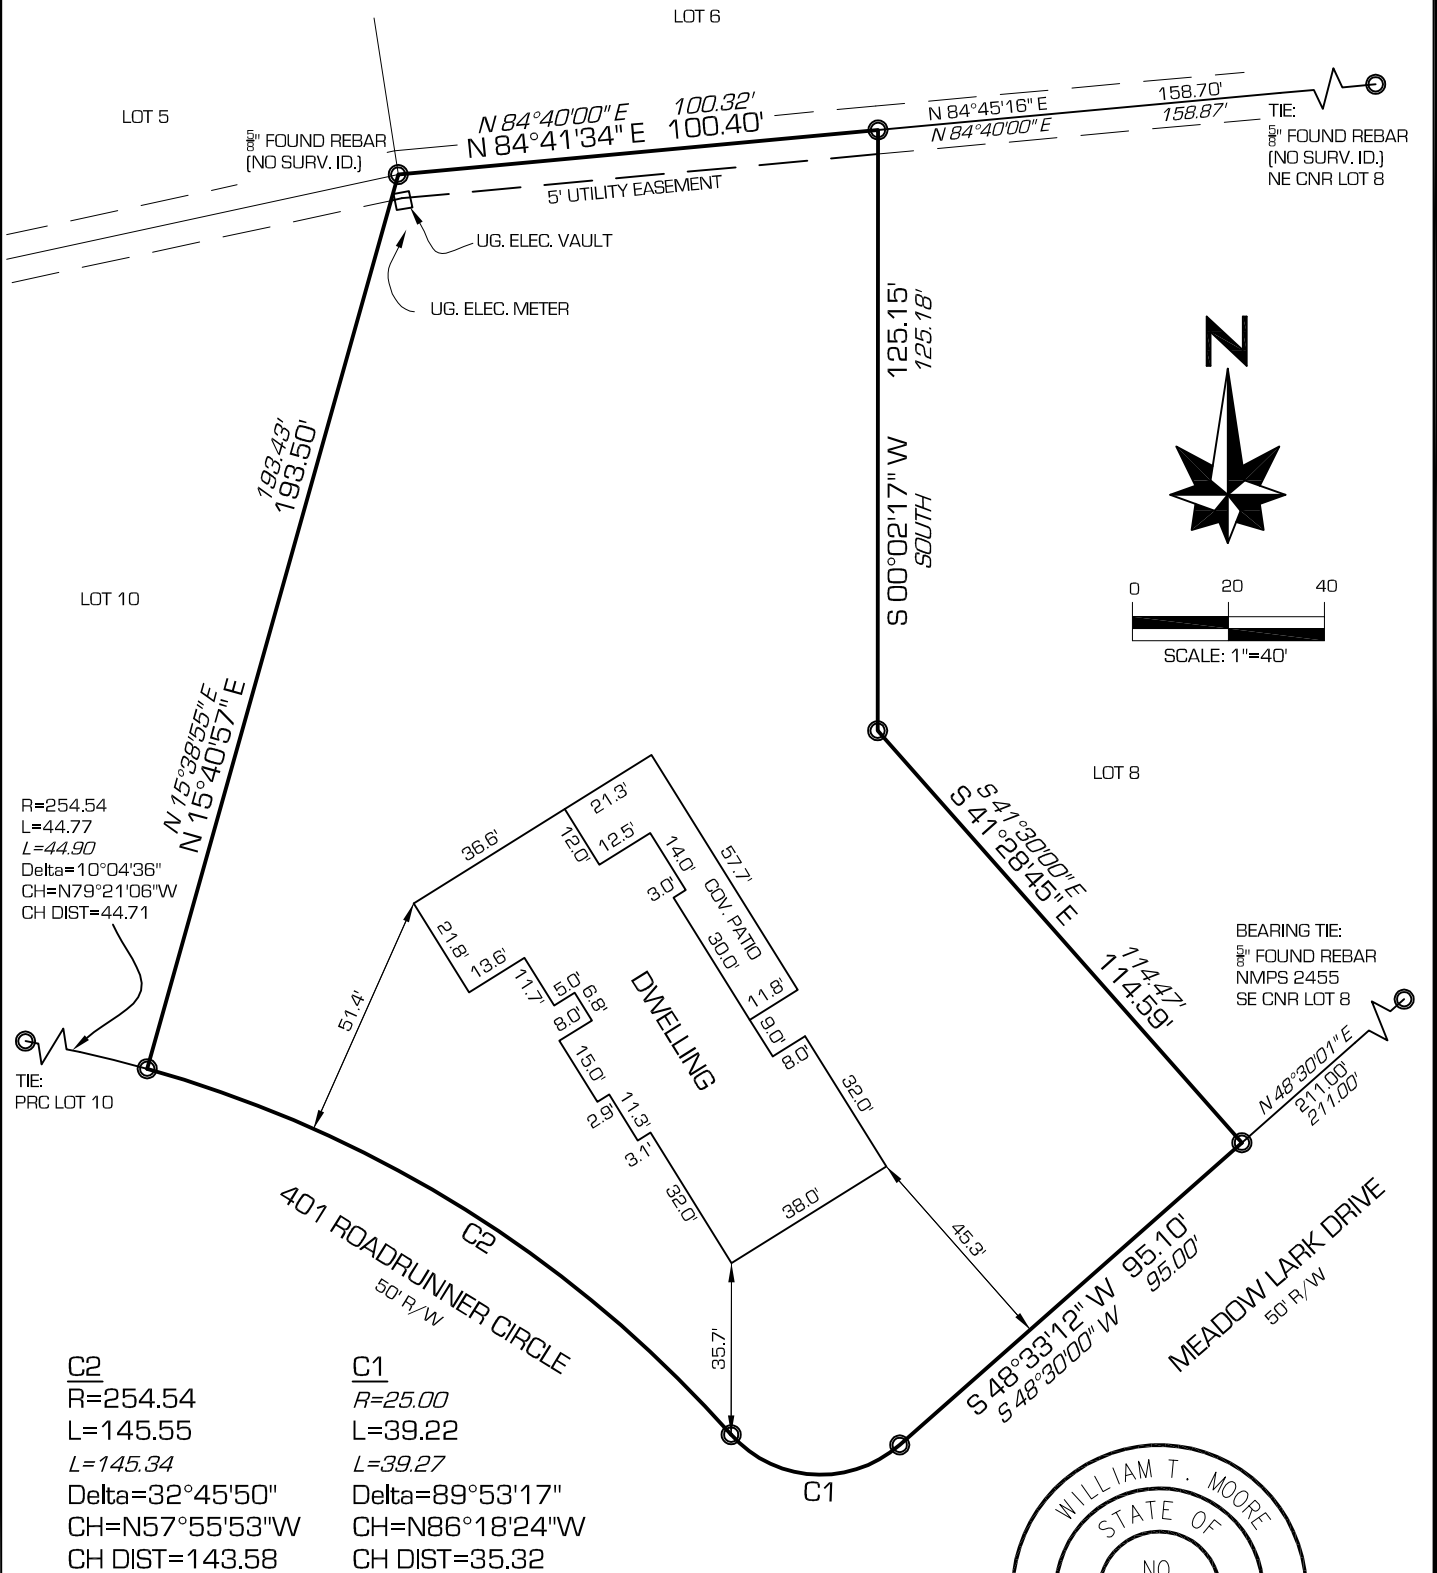 LOT 6
LOT 5
5/8" FOUND REBAR
(NO SURV. ID.)
N 84°40'00" E 100.32'
N 84°41'34" E 100.40'
N 84°45'16" E 158.70'
N 84°40'00" E 158.87'
TIE:
5/8" FOUND REBAR
(NO SURV. ID.)
NE CNR LOT 8
5' UTILITY EASEMENT
UG. ELEC. VAULT
UG. ELEC. METER
125.15'
125.18'
S 00°02'17" W
SOUTH
N
0 20 40
SCALE: 1"=40'
193.43'
193.50'
LOT 10
N 15°38'55" E
N 15°40'57" E
LOT 8
R=254.54
L=44.77
L=44.90
Delta=10°04'36"
CH=N79°21'06"W
CH DIST=44.71
TIE:
PRC LOT 10
S 41°30'00" E
S 41°28'45" E
114.47'
114.59'
BEARING TIE:
5/8" FOUND REBAR
NMPS 2455
SE CNR LOT 8
N 48°30'01" E
211.00'
211.00'
36.6'
21.3'
12.0'
12.5'
14.0'
3.0'
57.7'
COV. PATIO
30.0'
11.8'
9.0'
8.0'
32.0'
21.8'
13.6'
11.7'
5.0'
6.8'
8.0'
15.0'
2.9'
11.3'
3.1'
32.0'
38.0'
DWELLING
51.4'
45.3'
35.7'
401 ROADRUNNER CIRCLE
50' R/W
C2
C1
S 48°33'12" W 95.10'
S 48°30'00" W 95.00'
MEADOW LARK DRIVE
50' R/W
C2
R=254.54
L=145.55
L=145.34
Delta=32°45'50"
CH=N57°55'53"W
CH DIST=143.58
C1
R=25.00
L=39.22
L=39.27
Delta=89°53'17"
CH=N86°18'24"W
CH DIST=35.32
WILLIAM T. MOORE
STATE OF
NO.